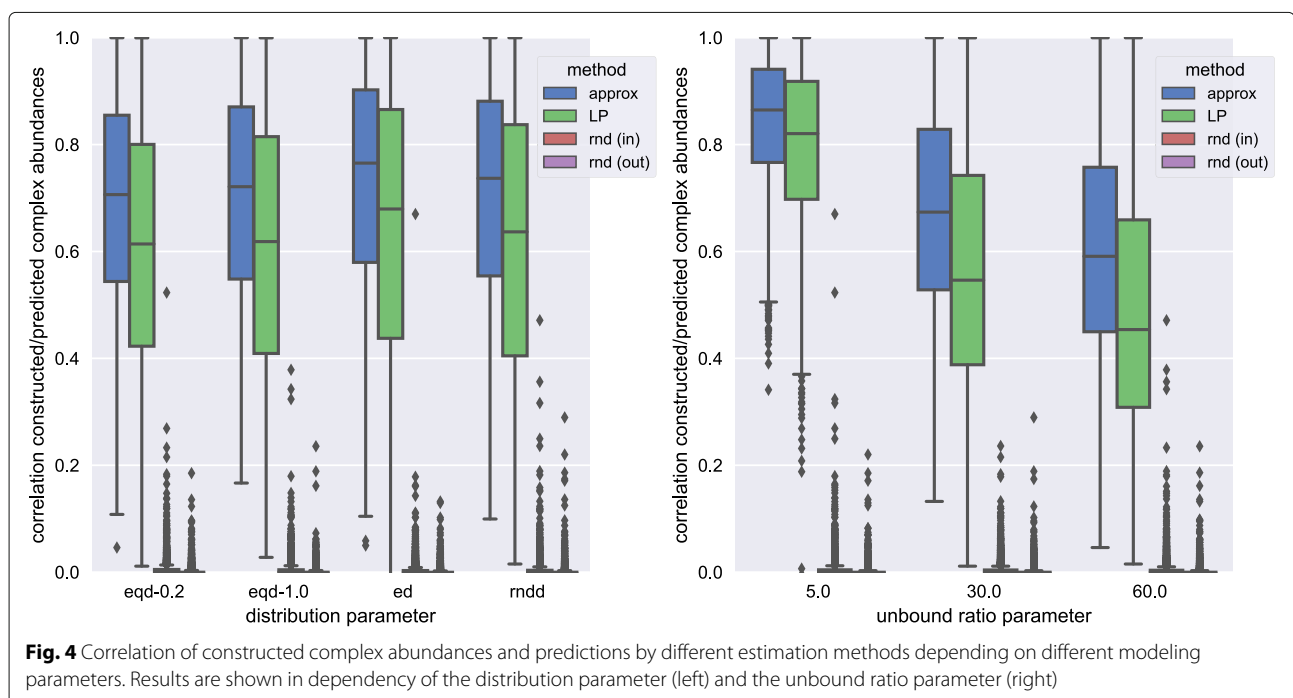 correlation constructed/predicted complex abundances
1.0
0.8
0.6
0.4
0.2
0.0
method
approx
LP
rnd (in)
rnd (out)
eqd-0.2 eqd-1.0 ed rndd
distribution parameter
correlation constructed/predicted complex abundances
1.0
0.8
0.6
0.4
0.2
0.0
method
approx
LP
rnd (in)
rnd (out)
5.0 30.0 60.0
unbound ratio parameter
Fig. 4 Correlation of constructed complex abundances and predictions by different estimation methods depending on different modeling
parameters. Results are shown in dependency of the distribution parameter (left) and the unbound ratio parameter (right)